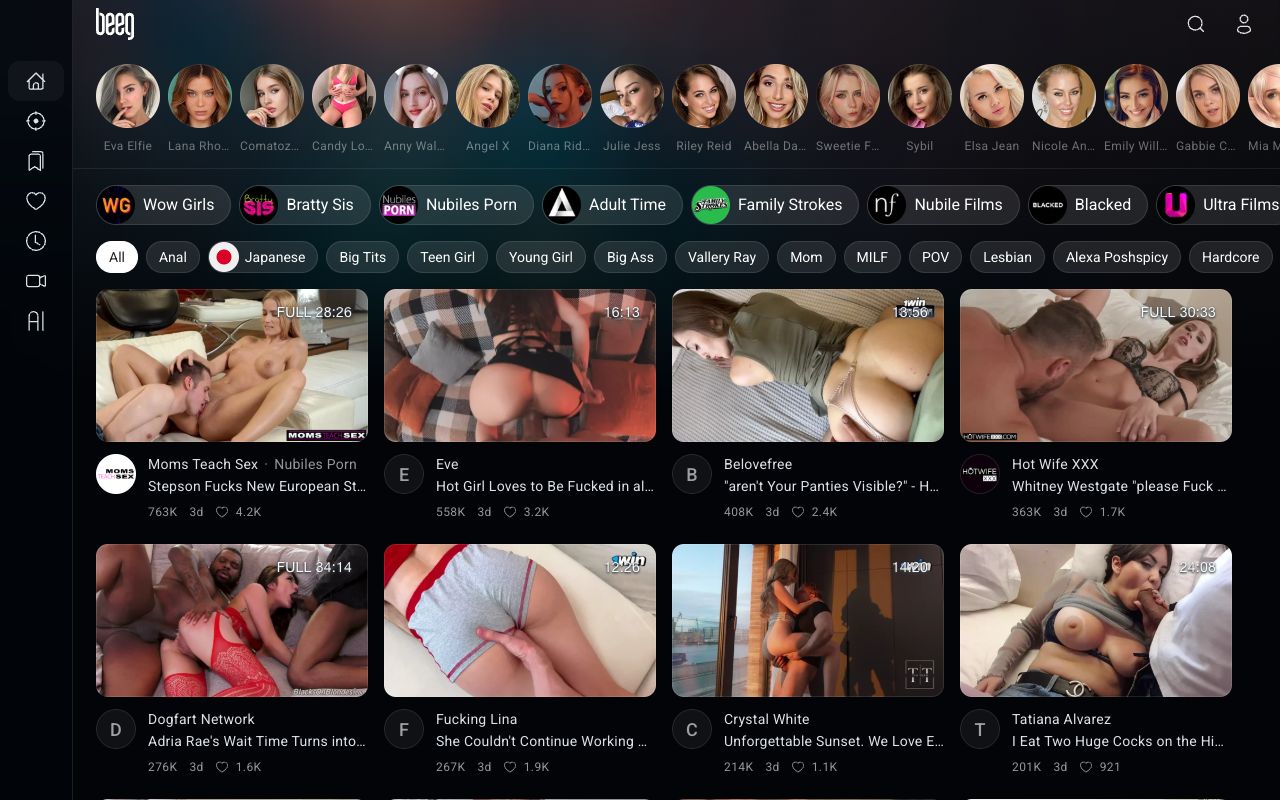 beeg
Eva Elfie
Lana Rho...
Comatoz...
Candy Lo...
Anny Wal...
Angel X
Diana Rid...
Julie Jess
Riley Reid
Abella Da...
Sweetie F...
Sybil
Elsa Jean
Nicole An...
Emily Will...
Gabbie C...
Mia M
WG Wow Girls
Bratty Sis Bratty Sis
Nubiles PORN Nubiles Porn
Adult Time
FAMILY STROKES Family Strokes
nf Nubile Films
BLACKED Blacked
Ultra Films
All
Anal
Japanese
Big Tits
Teen Girl
Young Girl
Big Ass
Vallery Ray
Mom
MILF
POV
Lesbian
Alexa Poshspicy
Hardcore
AI
FULL 28:26
MOMS TEACH SEX
16:13
1win
13:56
FULL 30:33
HOTWIFEXXX.COM
MOMS TEACH SEX
Moms Teach Sex · Nubiles Porn
Stepson Fucks New European St...
763K 3d 4.2K
E
Eve
Hot Girl Loves to Be Fucked in al...
558K 3d 3.2K
B
Belovefree
"aren't Your Panties Visible?" - H...
408K 3d 2.4K
HOTWIFE XXX
Hot Wife XXX
Whitney Westgate "please Fuck ...
363K 3d 1.7K
FULL 34:14
1win
12:26
14:20
TT
24:08
D
Dogfart Network
Adria Rae's Wait Time Turns into...
276K 3d 1.6K
F
Fucking Lina
She Couldn't Continue Working ...
267K 3d 1.9K
C
Crystal White
Unforgettable Sunset. We Love E...
214K 3d 1.1K
T
Tatiana Alvarez
I Eat Two Huge Cocks on the Hi...
201K 3d 921